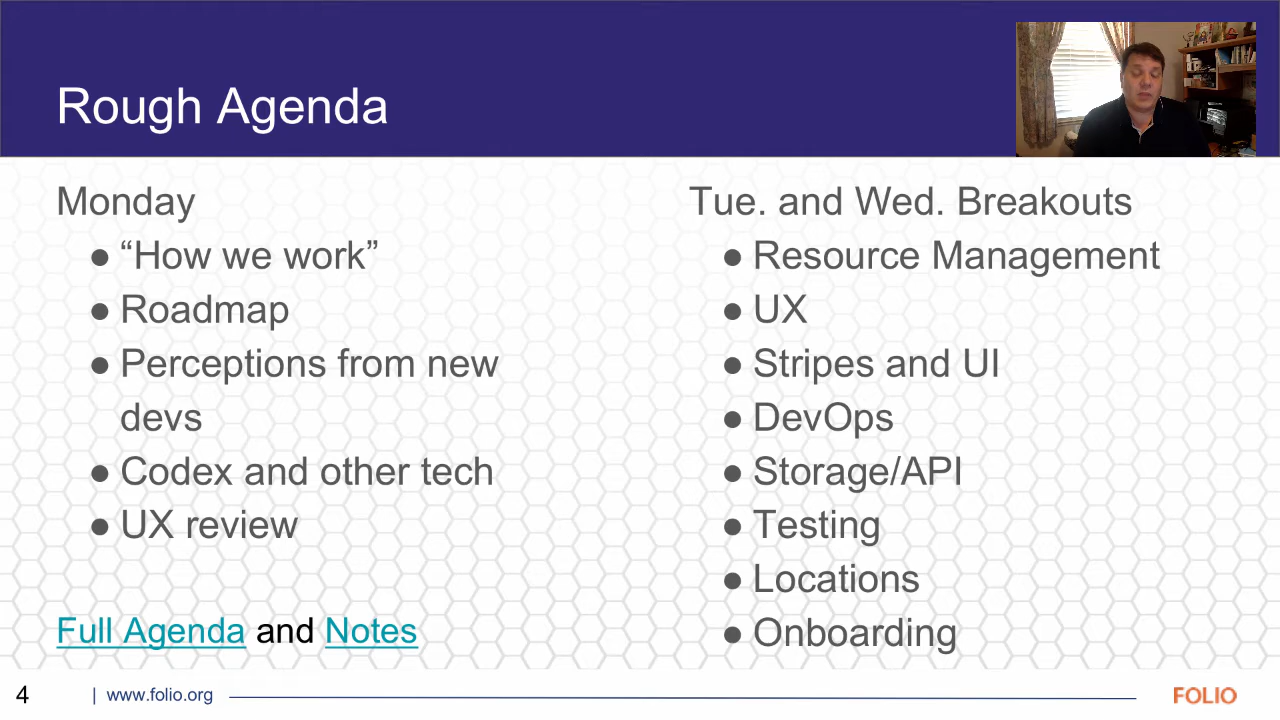 Rough Agenda
Monday
● “How we work”
● Roadmap
● Perceptions from new
devs
● Codex and other tech
● UX review
Full Agenda and Notes
Tue. and Wed. Breakouts
● Resource Management
● UX
● Stripes and UI
● DevOps
● Storage/API
● Testing
● Locations
● Onboarding
4 | www.folio.org
FOLIO